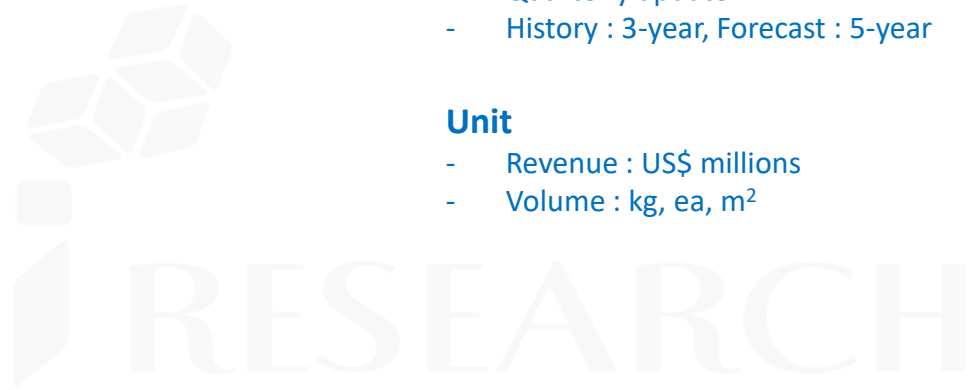 - History : 3-year, Forecast : 5-year
Unit
- Revenue : US$ millions
- Volume : kg, ea, m²
i RESEARCH